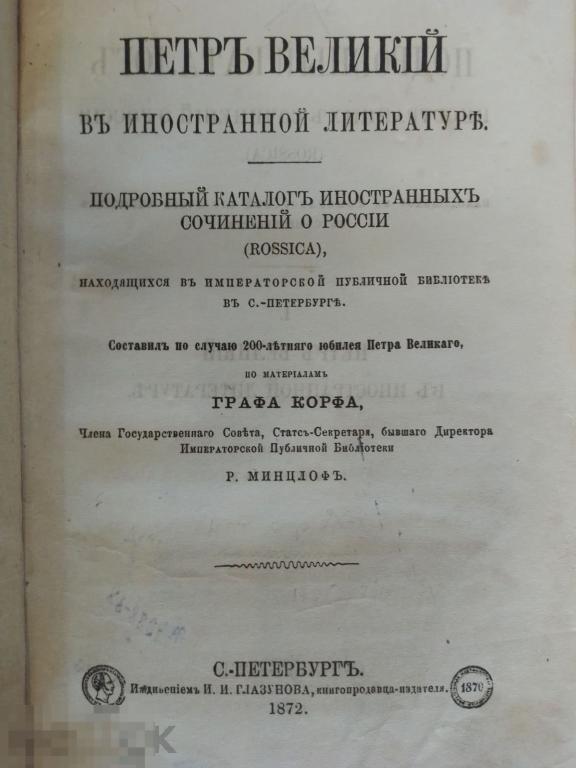 ПЕТРЪ ВЕЛИКІЙ
ВЪ ИНОСТРАННОЙ ЛИТЕРАТУРѢ.
ПОДРОБНЫЙ КАТАЛОГЪ ИНОСТРАННЫХЪ
СОЧИНЕНІЙ О РОССІИ
(ROSSICA),
НАХОДЯЩИХСЯ ВЪ ИМПЕРАТОРСКОЙ ПУБЛИЧНОЙ БИБЛІОТЕКѢ
ВЪ С.-ПЕТЕРБУРГѢ.
Составилъ по случаю 200-лѣтняго юбилея Петра Великаго,
ПО МАТЕРІАЛАМЪ
ГРАФА КОРФА,
Члена Государственнаго Совѣта, Статсъ-Секретаря, бывшаго Директора
Императорской Публичной Библіотеки
Р. МИНЦЛОФЪ.
С.-ПЕТЕРБУРГЪ.
Иждивеніемъ И. И. ГЛАЗУНОВА, книгопродавца-издателя.
1870
1872.